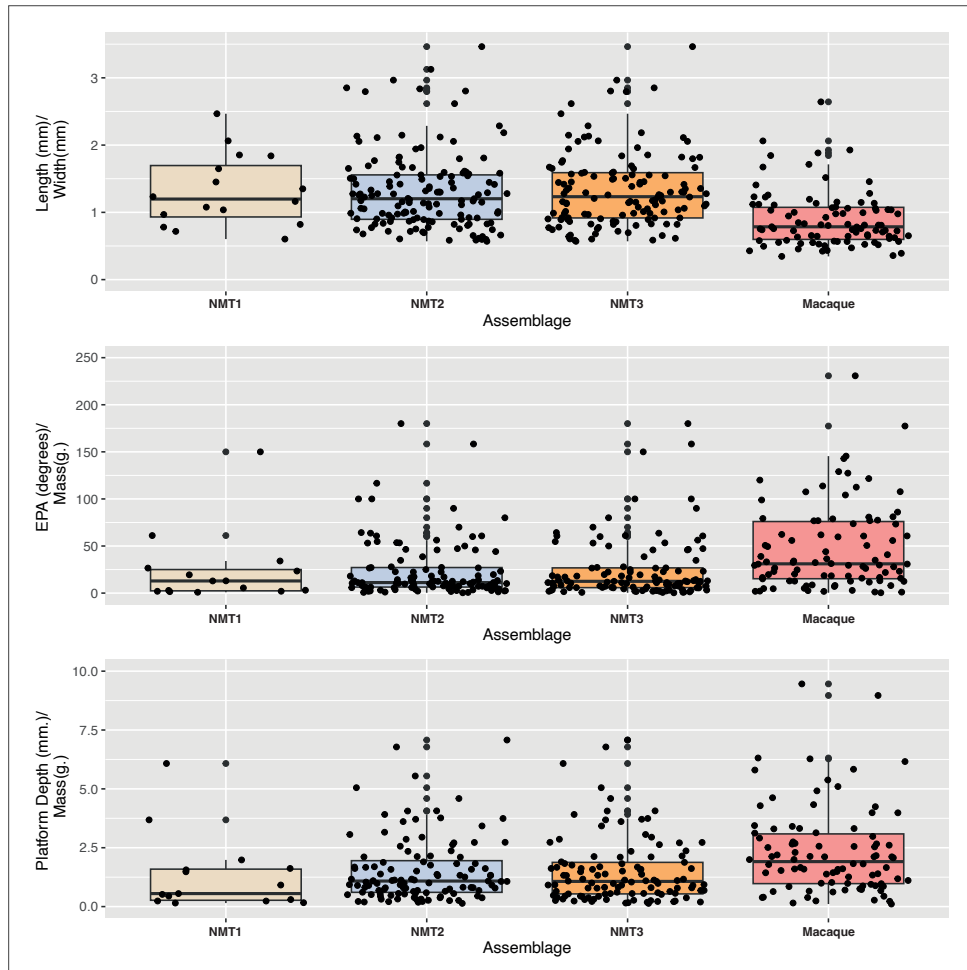 Length (mm)/
Width(mm)
3
2
1
0
NMT1
NMT2
NMT3
Macaque
Assemblage
EPA (degrees)/
Mass(g.)
250
200
150
100
50
0
NMT1
NMT2
NMT3
Macaque
Assemblage
Platform Depth (mm.)/
Mass(g.)
10.0
7.5
5.0
2.5
0.0
NMT1
NMT2
NMT3
Macaque
Assemblage